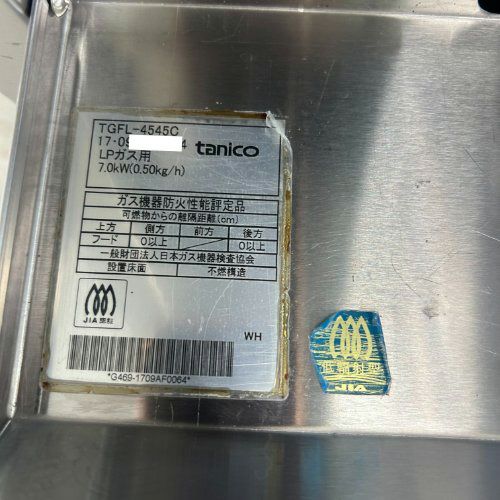 TGFL-4545C
17-09 4 tanico
LPガス用
7.0kW(0.50kg/h)
ガス機器防火性能評定品
可燃物からの離隔距離(cm)
上方 側方 前方 後方
フード 0以上 0以上
一般財団法人日本ガス機器検査協会
設置床面 不燃構造
JIA
WH
*G469-1709AF0064*
JIA